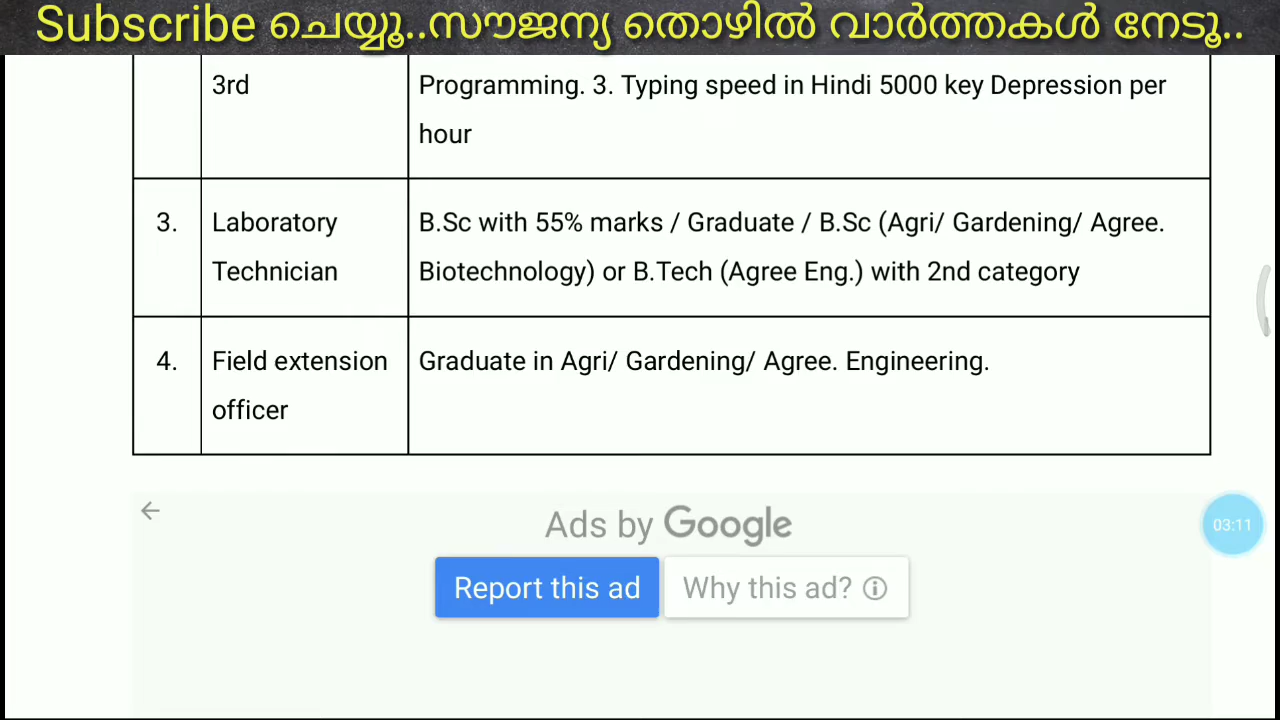 Subscribe ചെയ്യൂ..സൗജന്യ തൊഴിൽ വാർത്തകൾ നേടൂ..
3rd
Programming. 3. Typing speed in Hindi 5000 key Depression per
hour
3.
Laboratory
Technician
B.Sc with 55% marks / Graduate / B.Sc (Agri/ Gardening/ Agree.
Biotechnology) or B.Tech (Agree Eng.) with 2nd category
4.
Field extension
officer
Graduate in Agri/ Gardening/ Agree. Engineering.
Ads by Google
03:11
Report this ad
Why this ad?